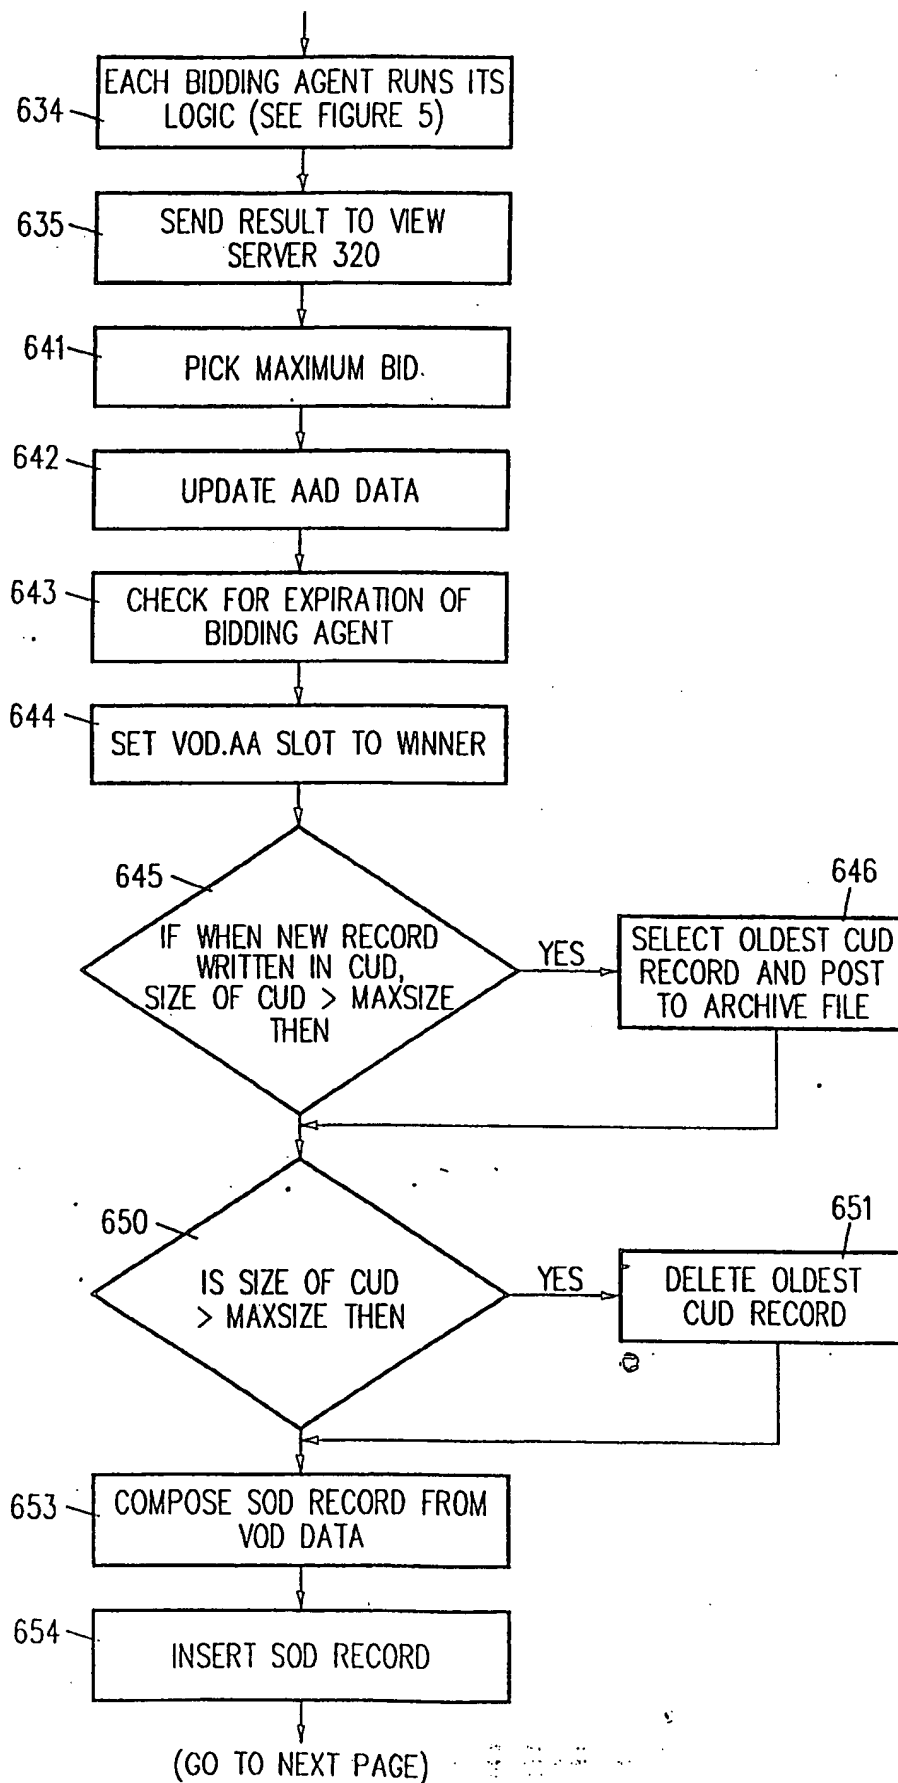 EACH BIDDING AGENT RUNS ITS
LOGIC (SEE FIGURE 5)
634
SEND RESULT TO VIEW
SERVER 320
635
PICK MAXIMUM BID
641
UPDATE AAD DATA
642
CHECK FOR EXPIRATION OF
BIDDING AGENT
643
SET VOD.AA SLOT TO WINNER
644
645
IF WHEN NEW RECORD
WRITTEN IN CUD,
SIZE OF CUD > MAXSIZE
THEN
YES
646
SELECT OLDEST CUD
RECORD AND POST
TO ARCHIVE FILE
650
IS SIZE OF CUD
> MAXSIZE THEN
YES
651
DELETE OLDEST
CUD RECORD
653
COMPOSE SOD RECORD FROM
VOD DATA
654
INSERT SOD RECORD
(GO TO NEXT PAGE)